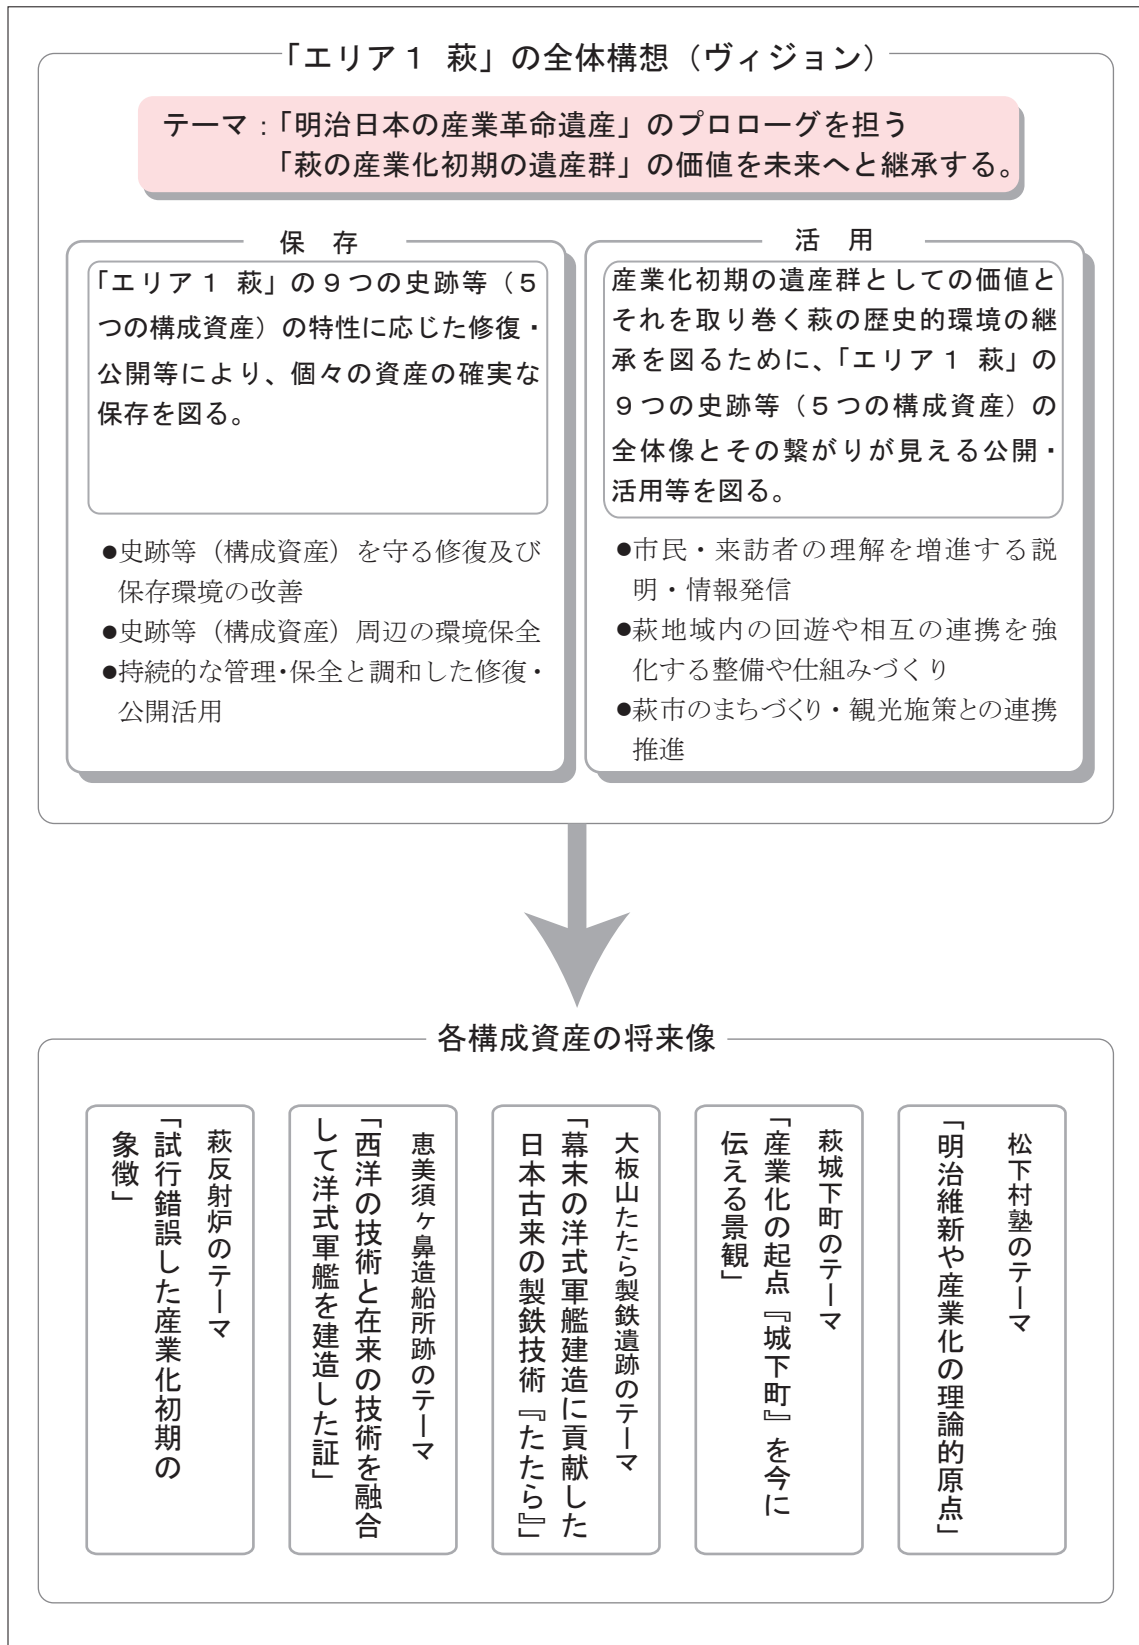 「エリア1 萩」の全体構想（ヴィジョン）
テーマ：「明治日本の産業革命遺産」のプロローグを担う
「萩の産業化初期の遺産群」の価値を未来へと継承する。
保 存
「エリア1 萩」の9つの史跡等（5
つの構成資産）の特性に応じた修復・
公開等により、個々の資産の確実な
保存を図る。
●史跡等（構成資産）を守る修復及び
保存環境の改善
●史跡等（構成資産）周辺の環境保全
●持続的な管理・保全と調和した修復・
公開活用
活 用
産業化初期の遺産群としての価値と
それを取り巻く萩の歴史的環境の継
承を図るために、「エリア1 萩」の
9つの史跡等（5つの構成資産）の
全体像とその繋がりが見える公開・
活用等を図る。
●市民・来訪者の理解を増進する説
明・情報発信
●萩地域内の回遊や相互の連携を強
化する整備や仕組みづくり
●萩市のまちづくり・観光施策との連携
推進
各構成資産の将来像
萩反射炉のテーマ
「試行錯誤した産業化初期の
象徴」
恵美須ヶ鼻造船所跡のテーマ
「西洋の技術と在来の技術を融合
して洋式軍艦を建造した証」
大板山たたら製鉄遺跡のテーマ
「幕末の洋式軍艦建造に貢献した
日本古来の製鉄技術『たたら』」
萩城下町のテーマ
「産業化の起点『城下町』を今に
伝える景観」
松下村塾のテーマ
「明治維新や産業化の理論的原点」